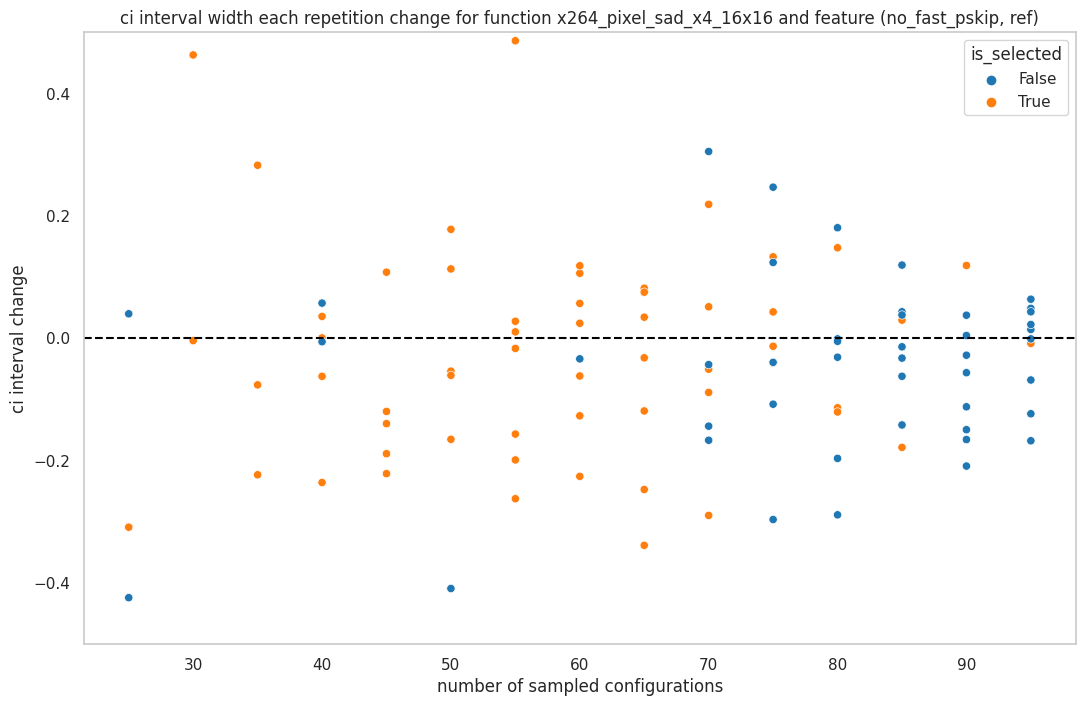 ci interval width each repetition change for function x264_pixel_sad_x4_16x16 and feature (no_fast_pskip, ref)
is_selected
False
True
ci interval change
0.4
0.2
0.0
−0.2
−0.4
30 40 50 60 70 80 90
number of sampled configurations